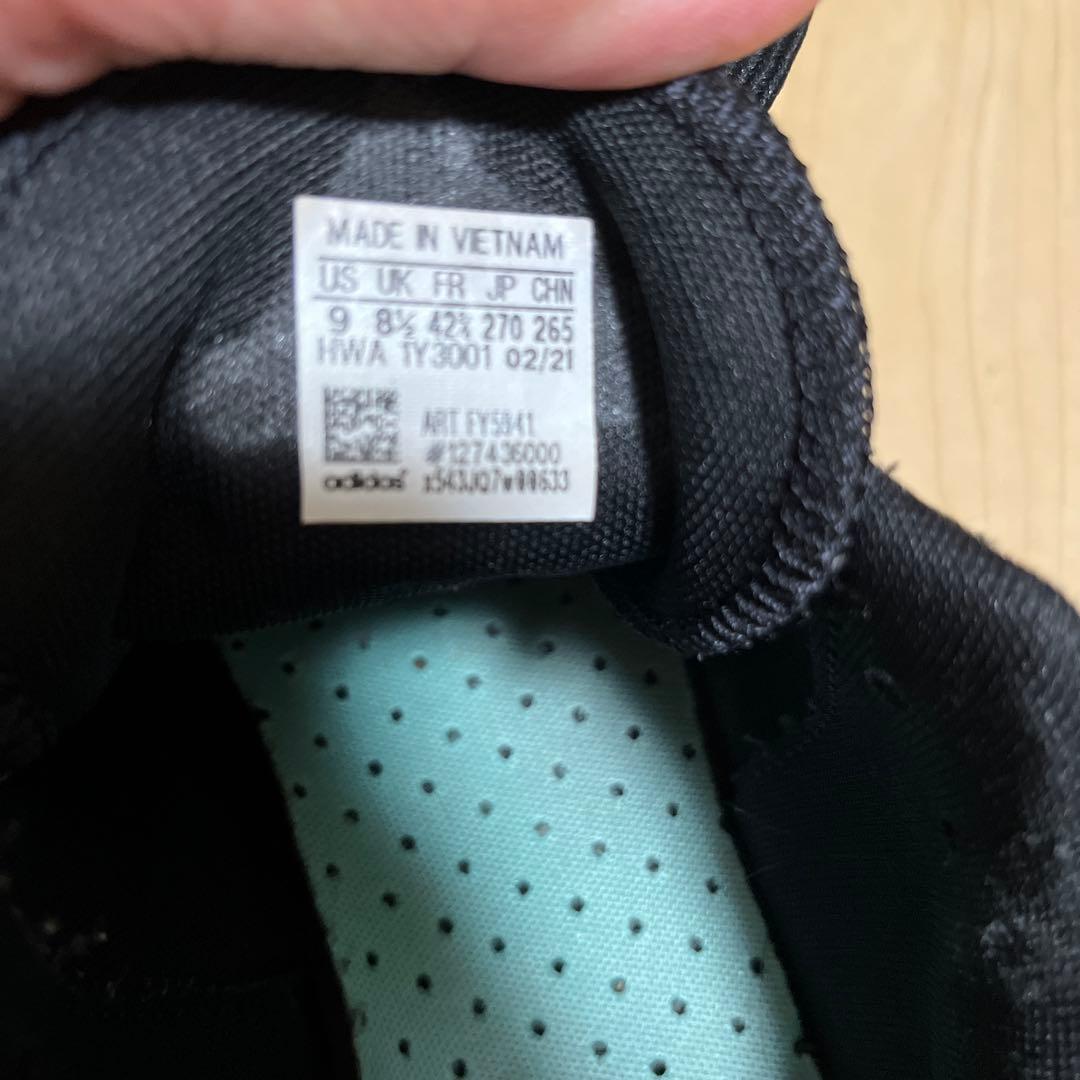 MADE IN VIETNAM
US UK FR JP CHN
9 8½ 42⅔ 270 265
HWA 1Y3001 02/21
ART FY5941
#127436000
adidas x543JQ7w00633